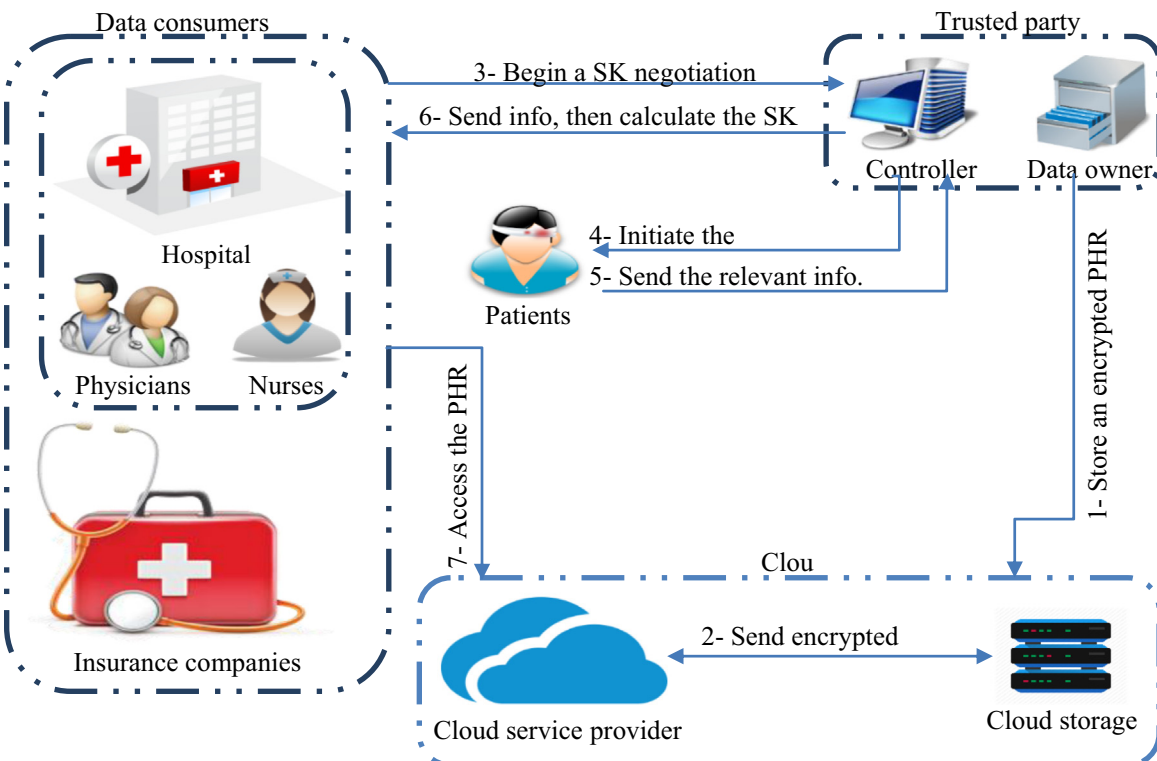 Data consumers
Trusted party
3- Begin a SK negotiation
6- Send info, then calculate the SK
Controller
Data owner
Hospital
4- Initiate the
5- Send the relevant info.
Patients
Physicians
Nurses
7- Access the PHR
1- Store an encrypted PHR
Clou
2- Send encrypted
Insurance companies
Cloud service provider
Cloud storage